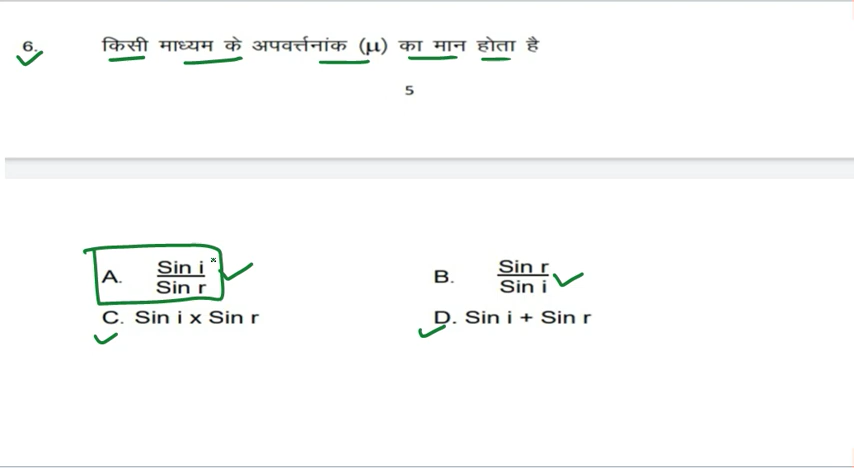 6. किसी माध्यम के अपवर्त्तनांक (μ) का मान होता है
5
A. Sin i / Sin r
B. Sin r / Sin i
C. Sin i x Sin r
D. Sin i + Sin r